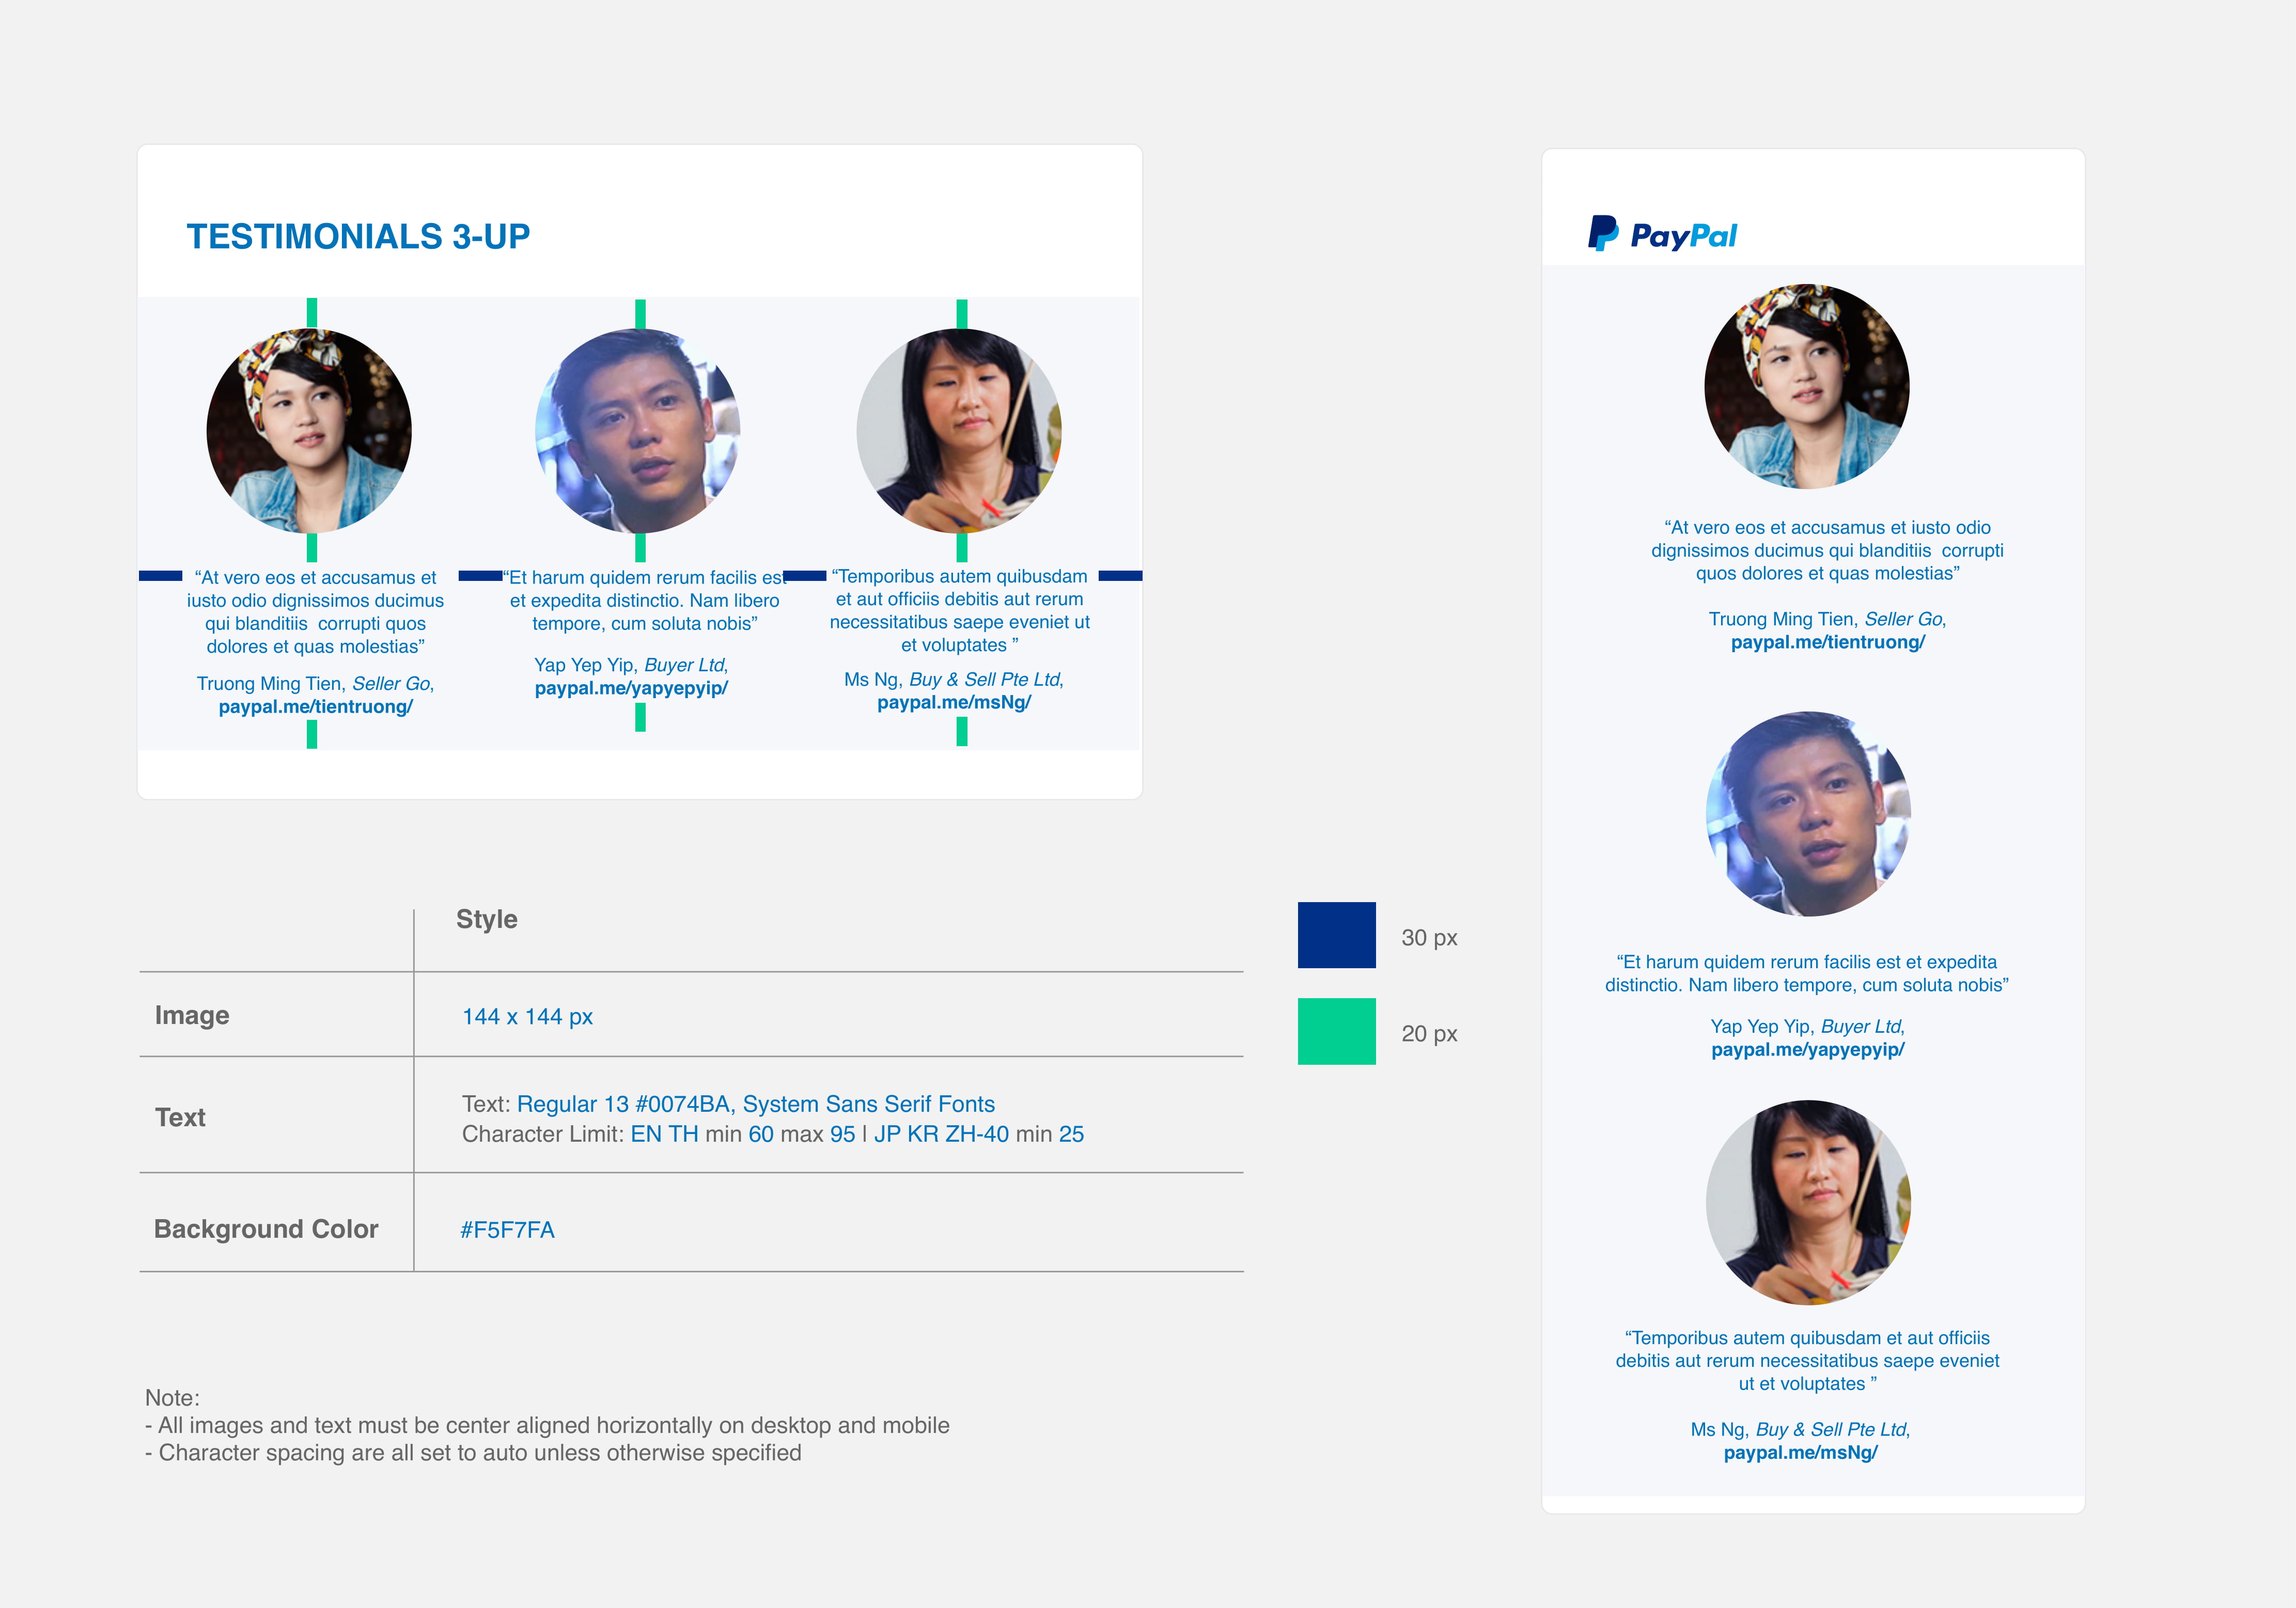 TESTIMONIALS 3-UP
“At vero eos et accusamus et
iusto odio dignissimos ducimus
qui blanditiis  corrupti quos
dolores et quas molestias”
Truong Ming Tien, Seller Go,
paypal.me/tientruong/
“Et harum quidem rerum facilis est
et expedita distinctio. Nam libero
tempore, cum soluta nobis”
Yap Yep Yip, Buyer Ltd,
paypal.me/yapyepyip/
“Temporibus autem quibusdam
et aut officiis debitis aut rerum
necessitatibus saepe eveniet ut
et voluptates ”
Ms Ng, Buy & Sell Pte Ltd,
paypal.me/msNg/
Style
Image
144 x 144 px
Text
Text: Regular 13 #0074BA, System Sans Serif Fonts
Character Limit: EN TH min 60 max 95 | JP KR ZH-40 min 25
Background Color
#F5F7FA
30 px
20 px
Note:
- All images and text must be center aligned horizontally on desktop and mobile
- Character spacing are all set to auto unless otherwise specified
PayPal
“At vero eos et accusamus et iusto odio
dignissimos ducimus qui blanditiis  corrupti
quos dolores et quas molestias”
Truong Ming Tien, Seller Go,
paypal.me/tientruong/
“Et harum quidem rerum facilis est et expedita
distinctio. Nam libero tempore, cum soluta nobis”
Yap Yep Yip, Buyer Ltd,
paypal.me/yapyepyip/
“Temporibus autem quibusdam et aut officiis
debitis aut rerum necessitatibus saepe eveniet
ut et voluptates ”
Ms Ng, Buy & Sell Pte Ltd,
paypal.me/msNg/